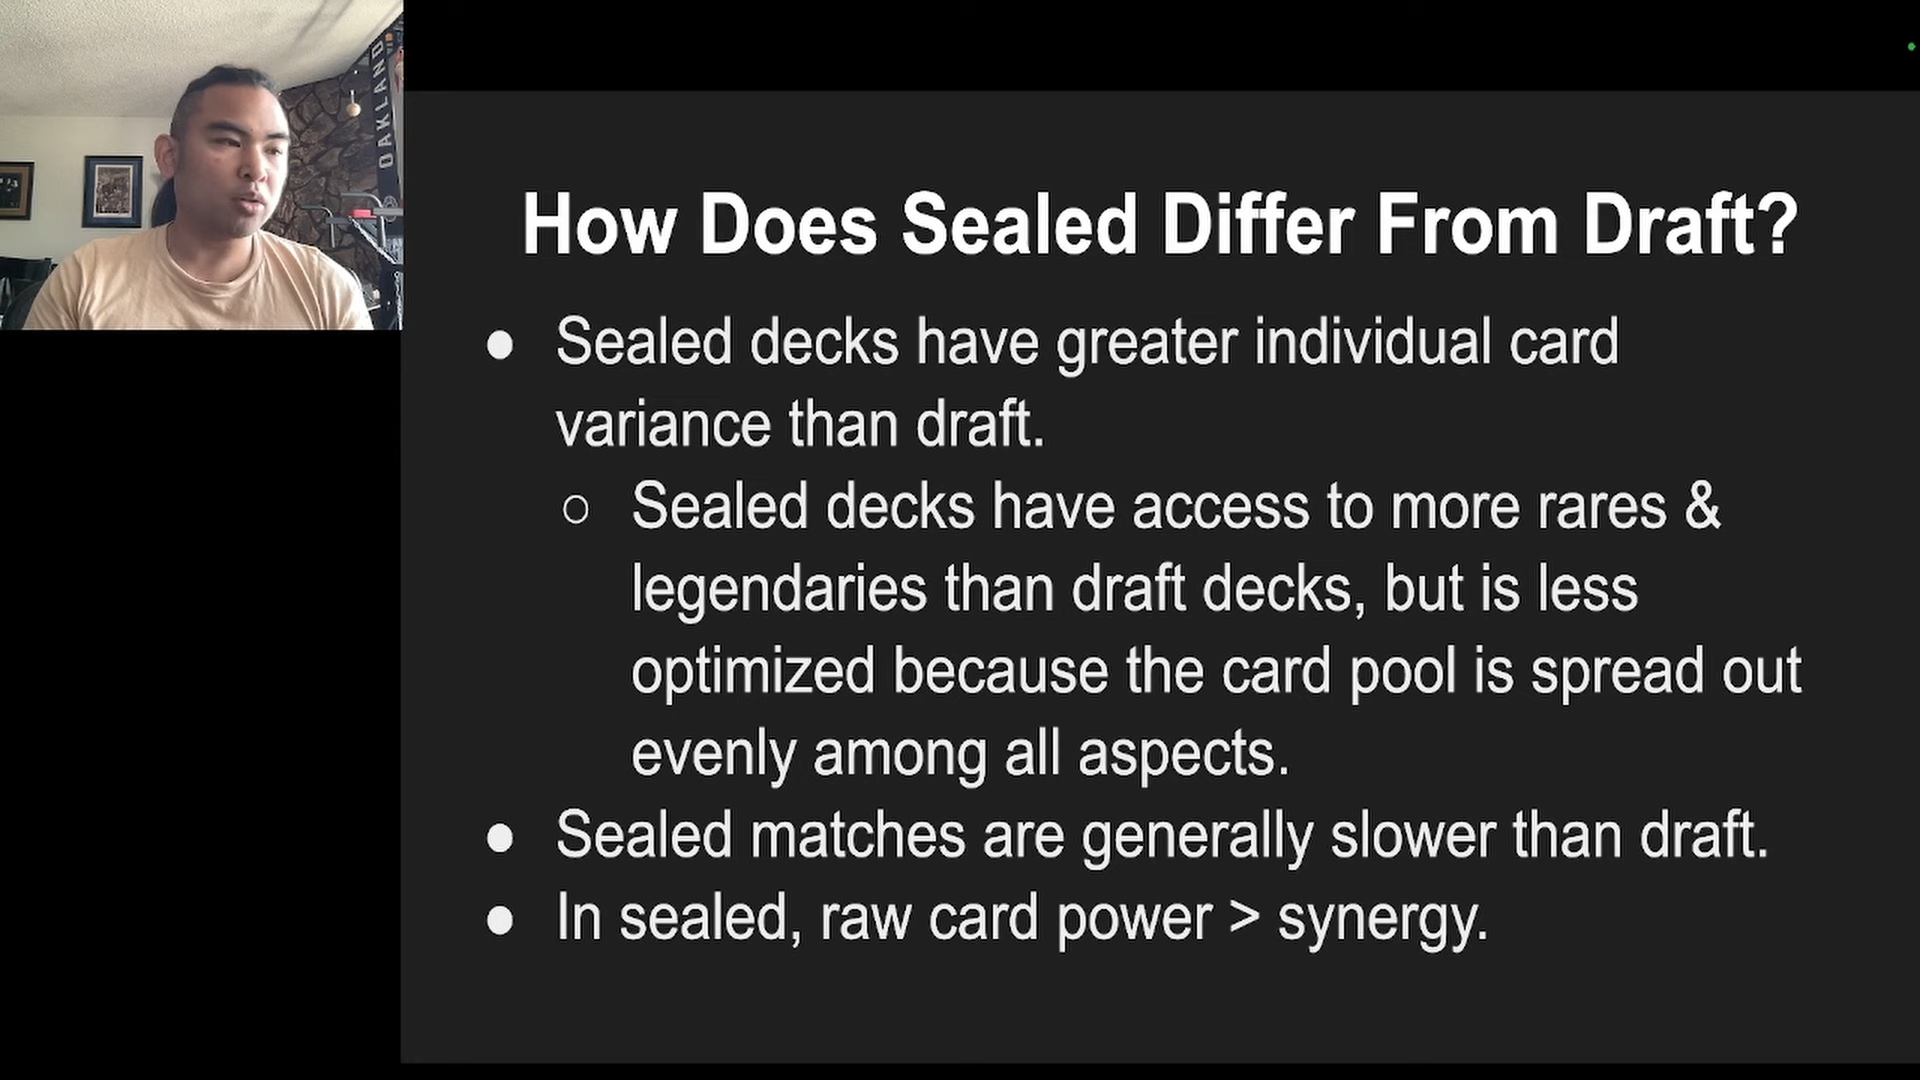 OAKLAND
How Does Sealed Differ From Draft?
● Sealed decks have greater individual card
variance than draft.
○ Sealed decks have access to more rares &
legendaries than draft decks, but is less
optimized because the card pool is spread out
evenly among all aspects.
● Sealed matches are generally slower than draft.
● In sealed, raw card power > synergy.